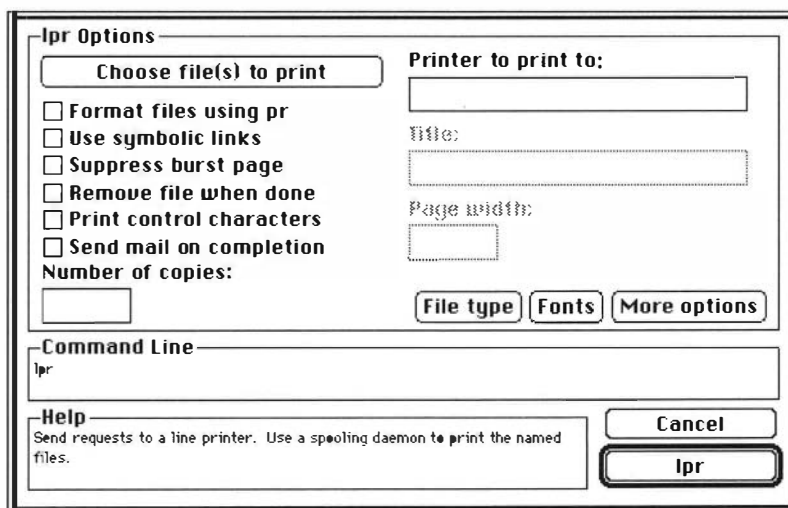 lpr Options
Choose file(s) to print
Format files using pr
Use symbolic links
Suppress burst page
Remove file when done
Print control characters
Send mail on completion
Number of copies:
Printer to print to:
Title:
Page width:
File type
Fonts
More options
Command Line
lpr
Help
Send requests to a line printer. Use a spooling daemon to print the named
files.
Cancel
lpr